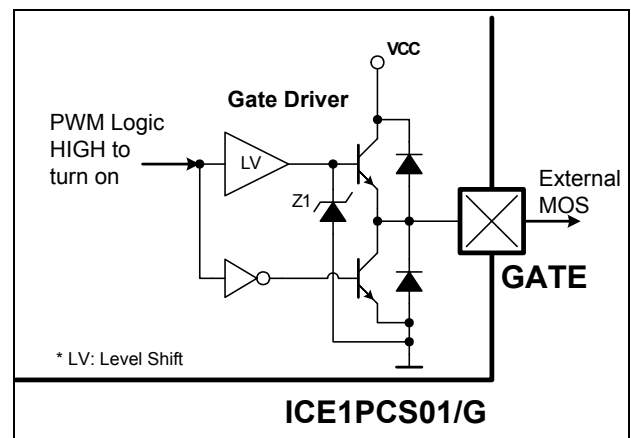 VCC
Gate Driver
PWM Logic
HIGH to
turn on
LV
Z1
External
MOS
GATE
* LV: Level Shift
ICE1PCS01/G